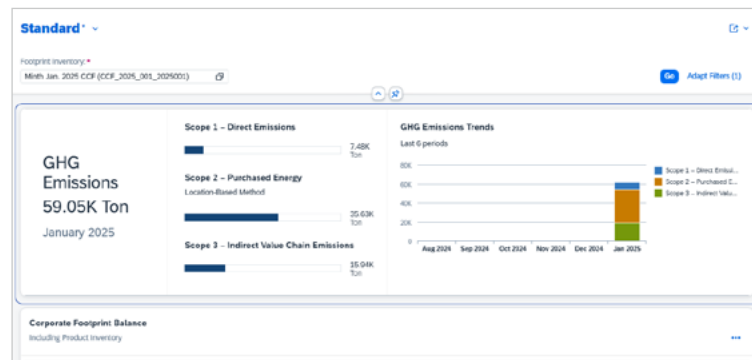 Standard*
Footprint Inventory:*
Minth Jan. 2025 CCF (CCF_2025_001_2025001)
Go
Adapt Filters (1)
GHG
Emissions
59.05K Ton
January 2025
Scope 1 – Direct Emissions
7.48K
Ton
Scope 2 – Purchased Energy
Location-Based Method
35.63K
Ton
Scope 3 – Indirect Value Chain Emissions
15.94K
Ton
GHG Emissions Trends
Last 6 periods
80K
60K
40K
20K
0
Aug 2024 Sep 2024 Oct 2024 Nov 2024 Dec 2024 Jan 2025
Scope 1 – Direct Emissi...
Scope 2 – Purchased E...
Scope 3 – Indirect Valu...
Corporate Footprint Balance
Including Product Inventory